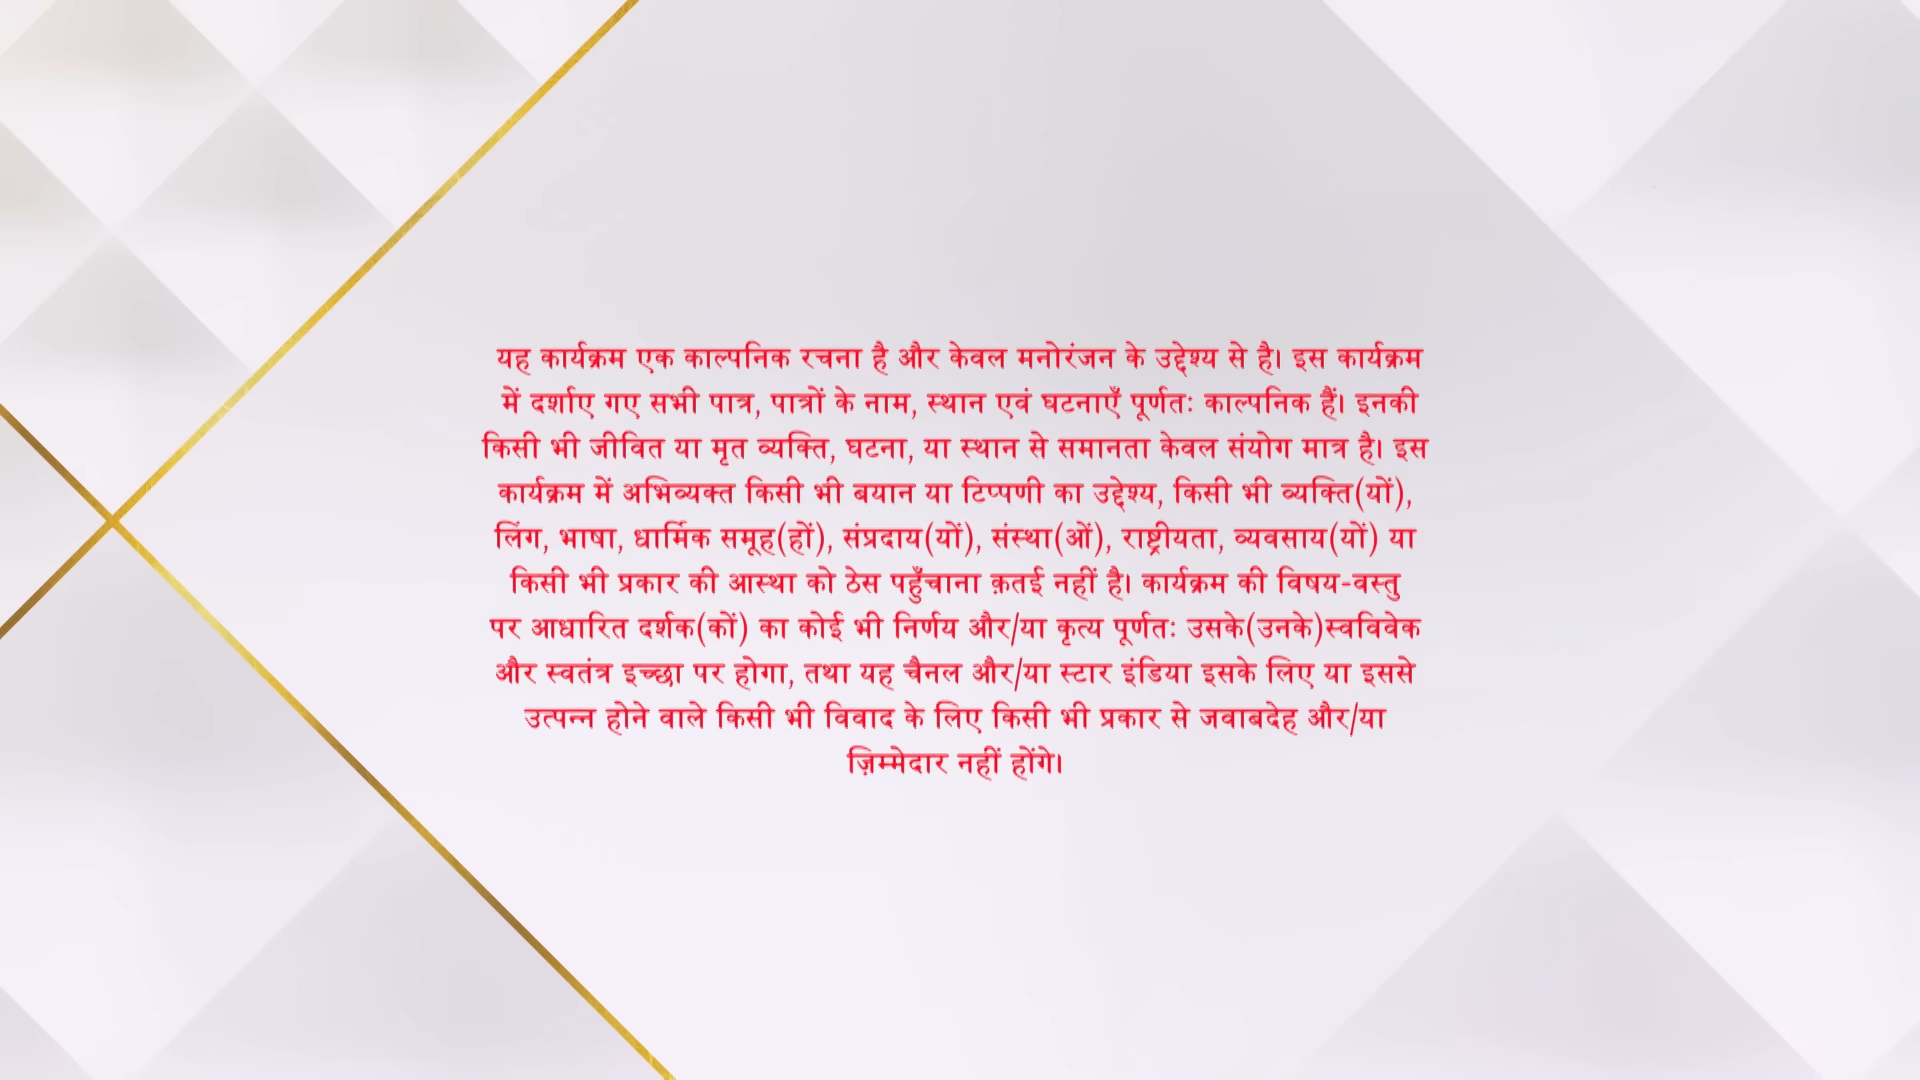 यह कार्यक्रम एक काल्पनिक रचना है और केवल मनोरंजन के उद्देश्य से है। इस कार्यक्रम
में दर्शाए गए सभी पात्र, पात्रों के नाम, स्थान एवं घटनाएँ पूर्णतः काल्पनिक हैं। इनकी
किसी भी जीवित या मृत व्यक्ति, घटना, या स्थान से समानता केवल संयोग मात्र है। इस
कार्यक्रम में अभिव्यक्त किसी भी बयान या टिप्पणी का उद्देश्य, किसी भी व्यक्ति(यों),
लिंग, भाषा, धार्मिक समूह(हों), संप्रदाय(यों), संस्था(ओं), राष्ट्रीयता, व्यवसाय(यों) या
किसी भी प्रकार की आस्था को ठेस पहुँचाना क़तई नहीं है। कार्यक्रम की विषय-वस्तु
पर आधारित दर्शक(कों) का कोई भी निर्णय और/या कृत्य पूर्णतः उसके(उनके)स्वविवेक
और स्वतंत्र इच्छा पर होगा, तथा यह चैनल और/या स्टार इंडिया इसके लिए या इससे
उत्पन्न होने वाले किसी भी विवाद के लिए किसी भी प्रकार से जवाबदेह और/या
ज़िम्मेदार नहीं होंगे।